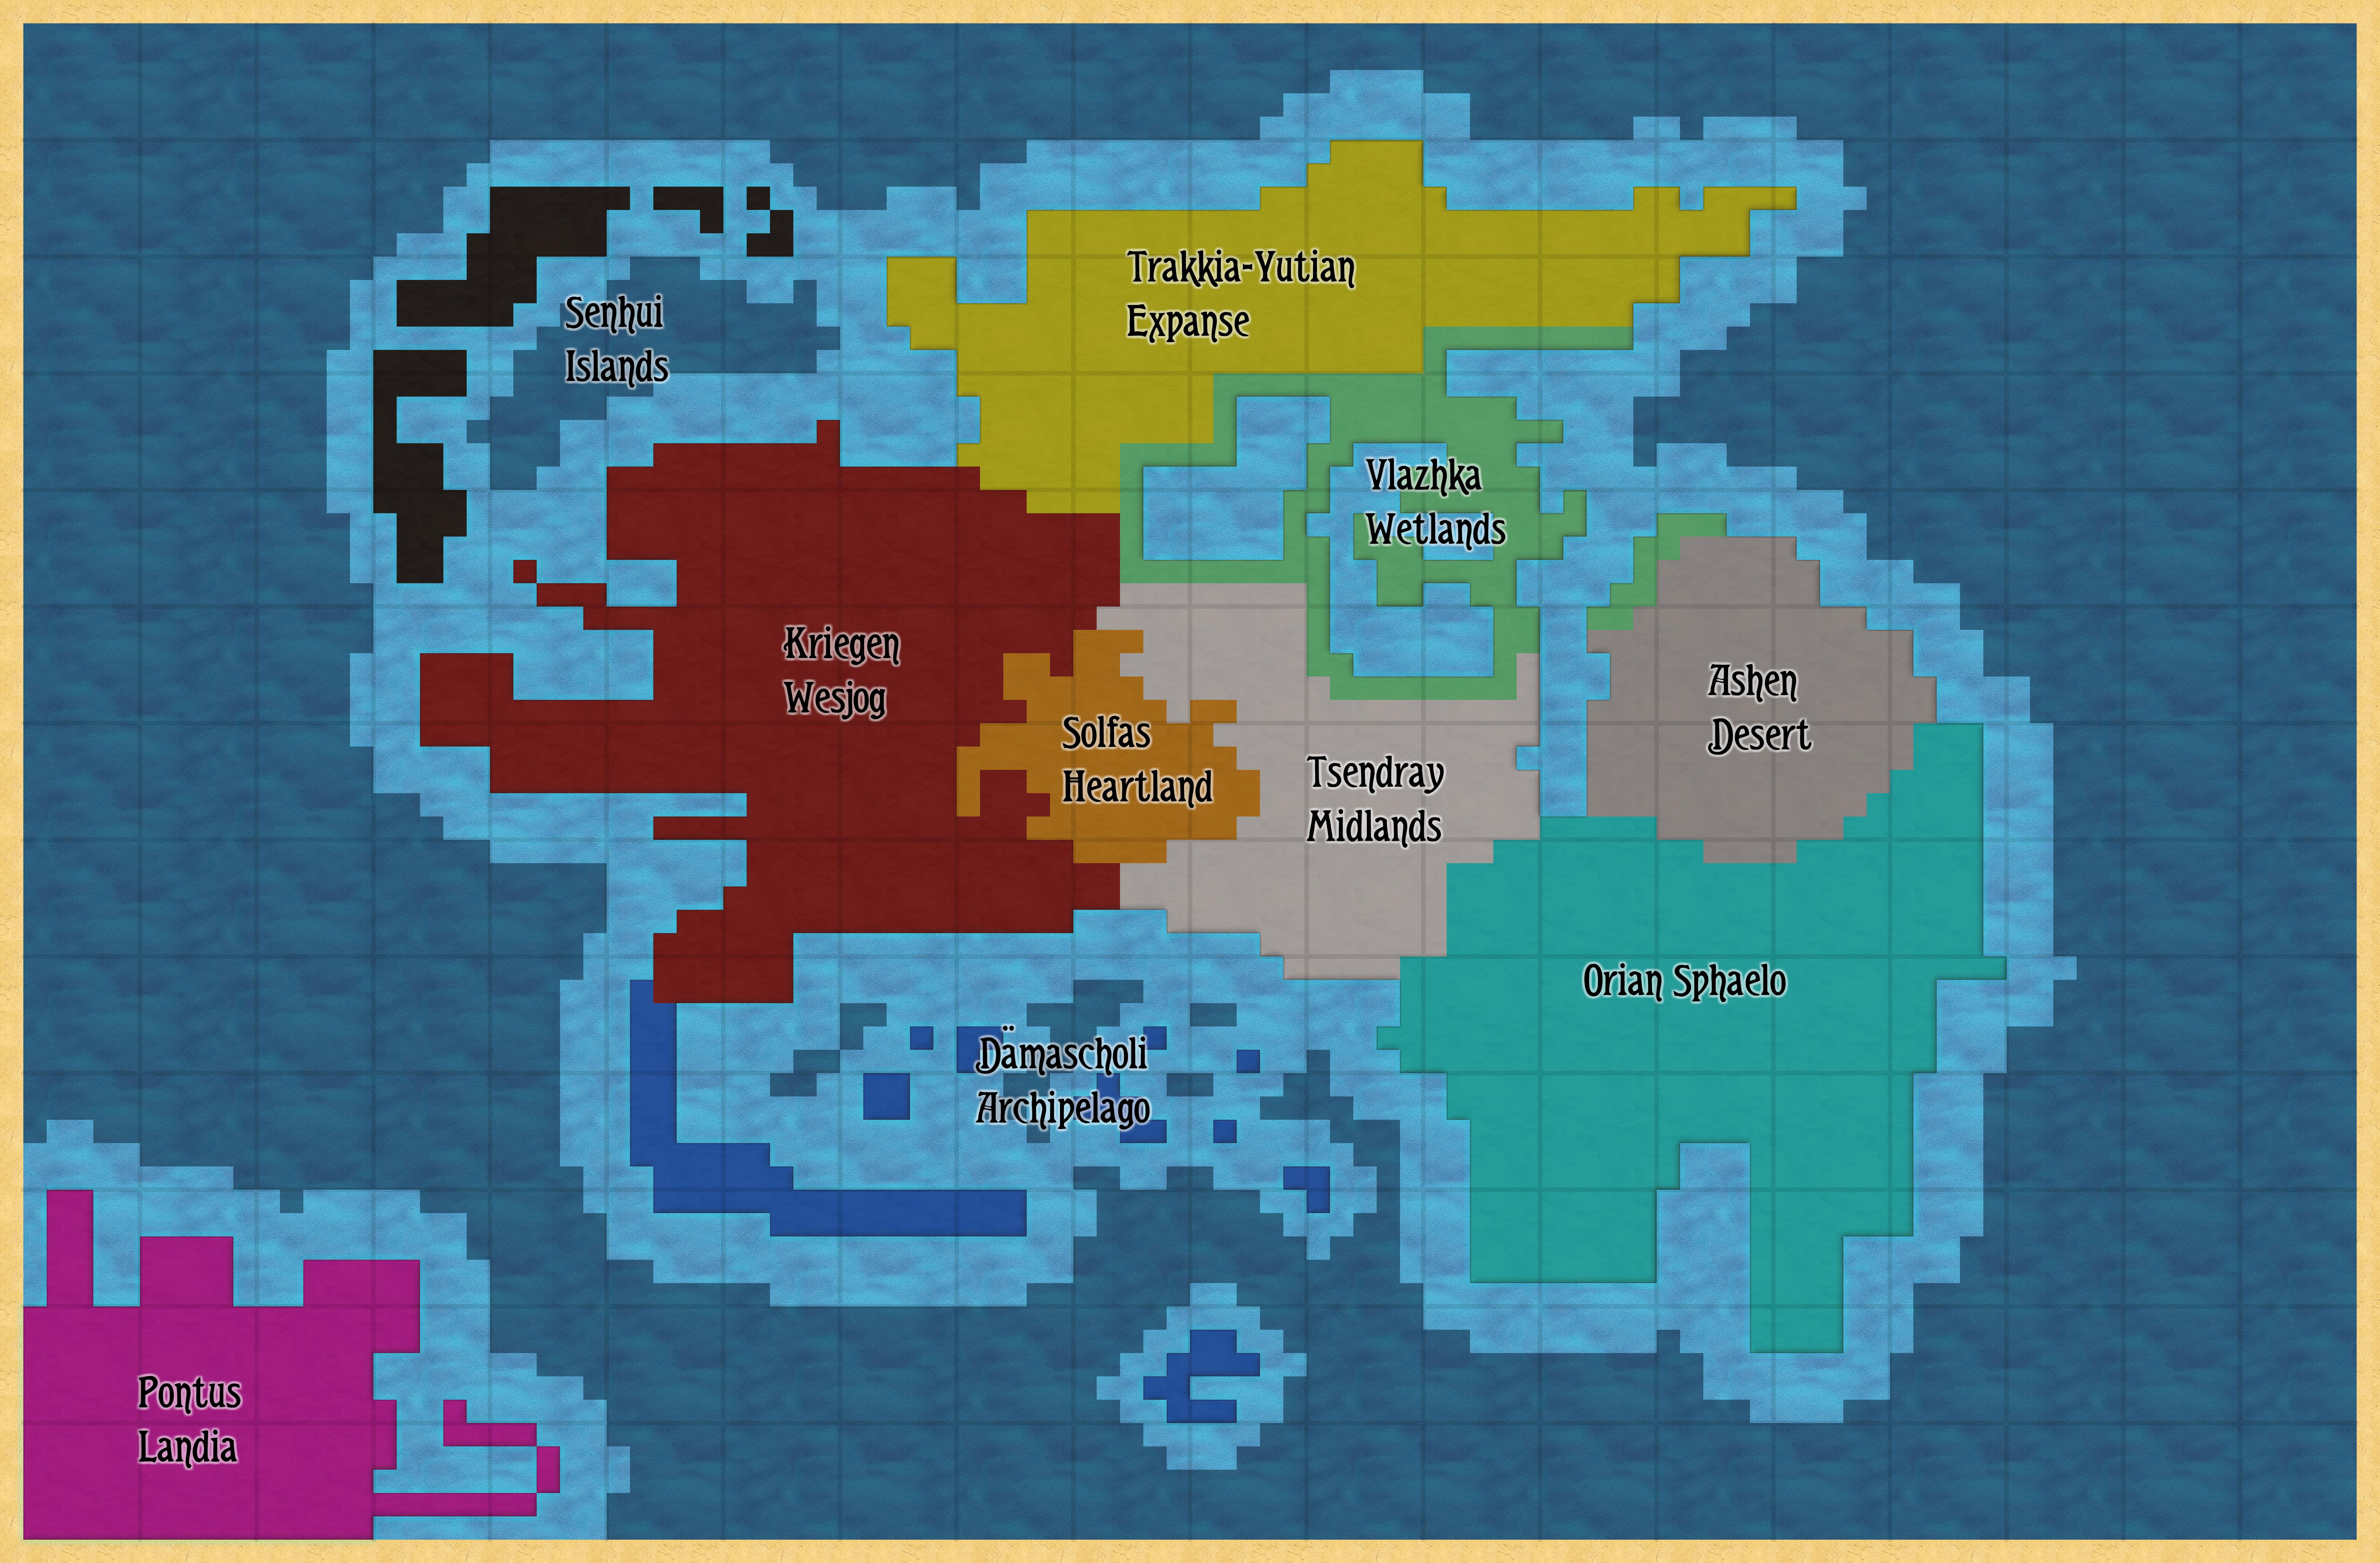 Trakkia-Yutian
Expanse
Senhui
Islands
Vlazhka
Wetlands
Kriegen
Wesjog
Ashen
Desert
Solfas
Heartland
Tsendray
Midlands
Orian Sphaelo
Dämascholi
Archipelago
Pontus
Landia